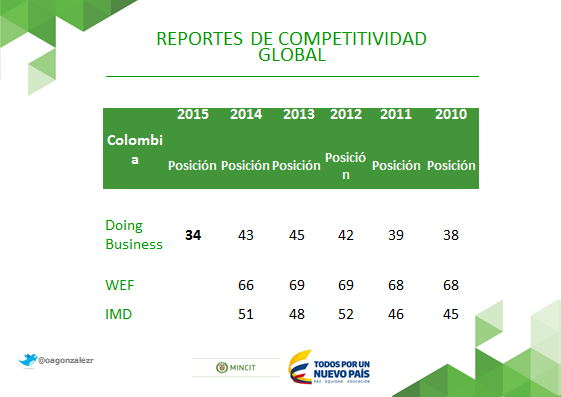 REPORTES DE COMPETITIVIDAD
GLOBAL
2015 2014 2013 2012 2011 2010
Colombi
a
Posición Posición Posición Posició
n Posición Posición
Doing
Business 34 43 45 42 39 38
WEF 66 69 69 68 68
IMD 51 48 52 46 45
@oagonzalezr
MINCIT
TODOS POR UN
NUEVO PAÍS
PAZ EQUIDAD EDUCACIÓN